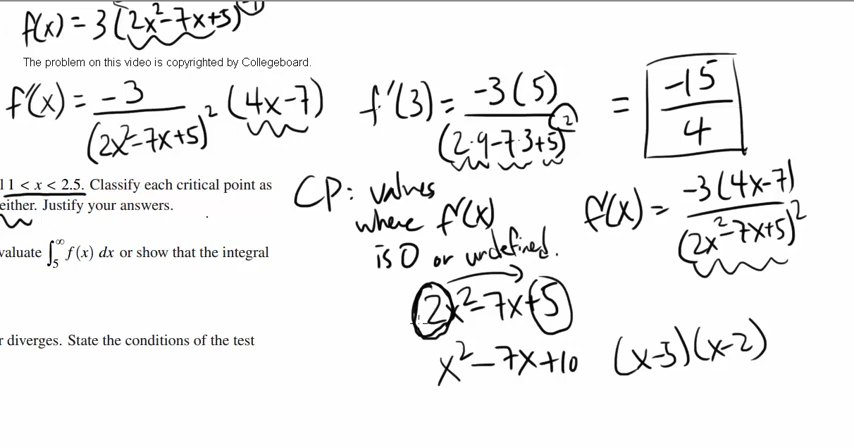 f(x) = 3(2x²-7x+5)⁻¹
The problem on this video is copyrighted by Collegeboard.
f'(x) = -3/(2x²-7x+5)² (4x-7)
f'(3) = -3(5)/(2·9-7·3+5)² = -15/4
l 1 < x < 2.5. Classify each critical point as
either. Justify your answers.
valuate ∫₅^∞ f(x) dx or show that the integral
r diverges. State the conditions of the test
CP: values
where f'(x)
is 0 or undefined.
f'(x) = -3(4x-7)/(2x²-7x+5)²
2x²-7x+5
x²-7x+10 (x-5)(x-2)